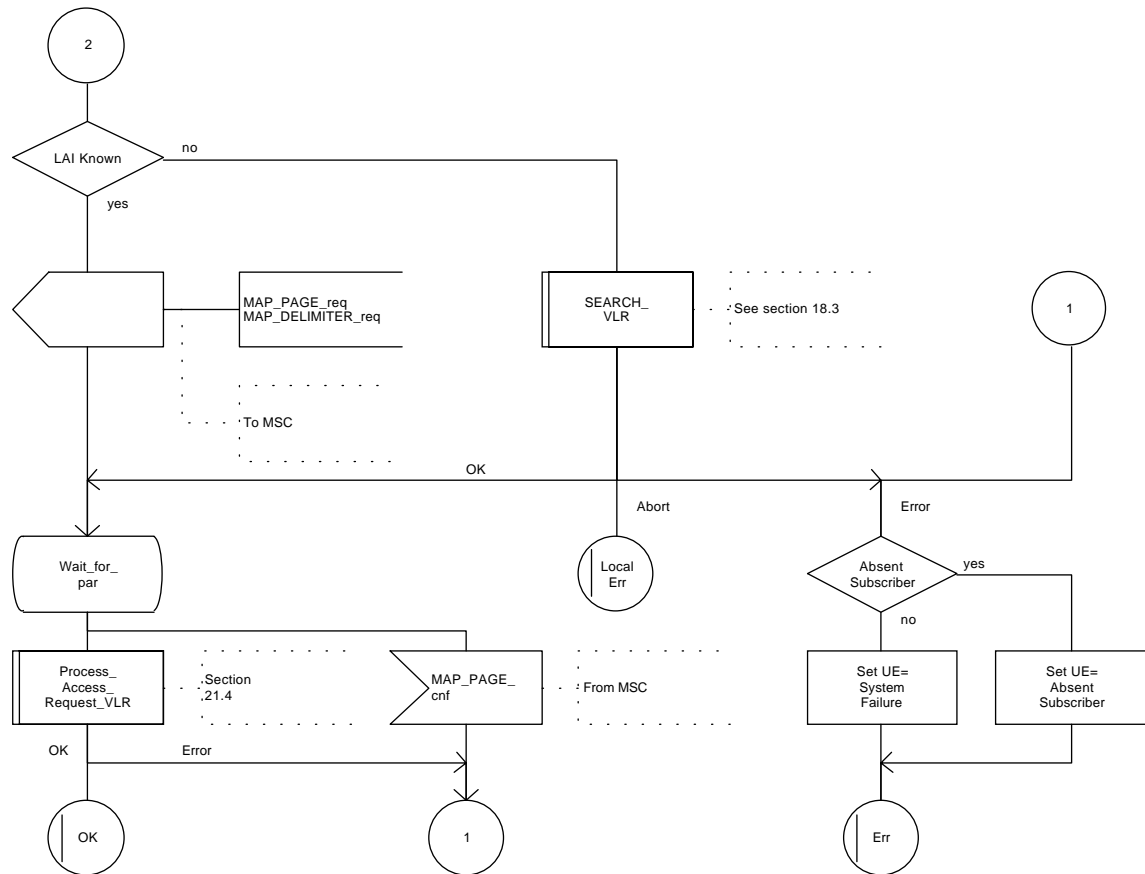 2
LAI Known
no
yes
MAP_PAGE_req
MAP_DELIMITER_req
SEARCH_
VLR
See section 18.3
1
To MSC
OK
Abort
Error
Wait_for_
par
Local
Err
Absent
Subscriber
yes
no
Process_
Access_
Request_VLR
Section
21.4
MAP_PAGE_
cnf
From MSC
Set UE=
System
Failure
Set UE=
Absent
Subscriber
OK
Error
OK
1
Err